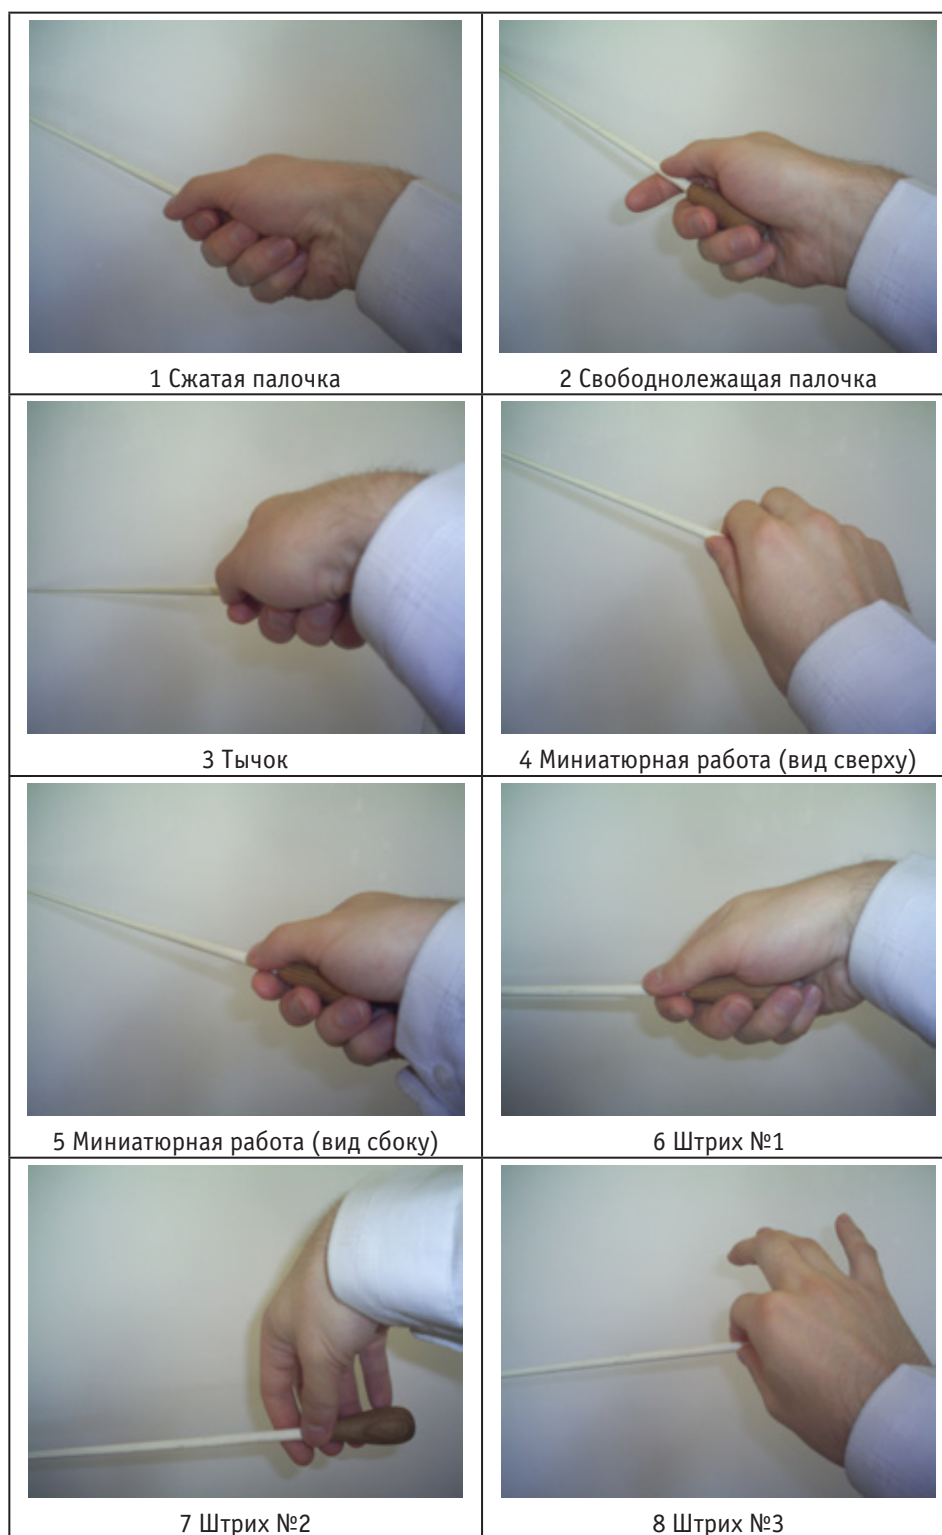 1 Сжатая палочка
2 Свободнолежащая палочка
3 Тычок
4 Миниатюрная работа (вид сверху)
5 Миниатюрная работа (вид сбоку)
6 Штрих №1
7 Штрих №2
8 Штрих №3